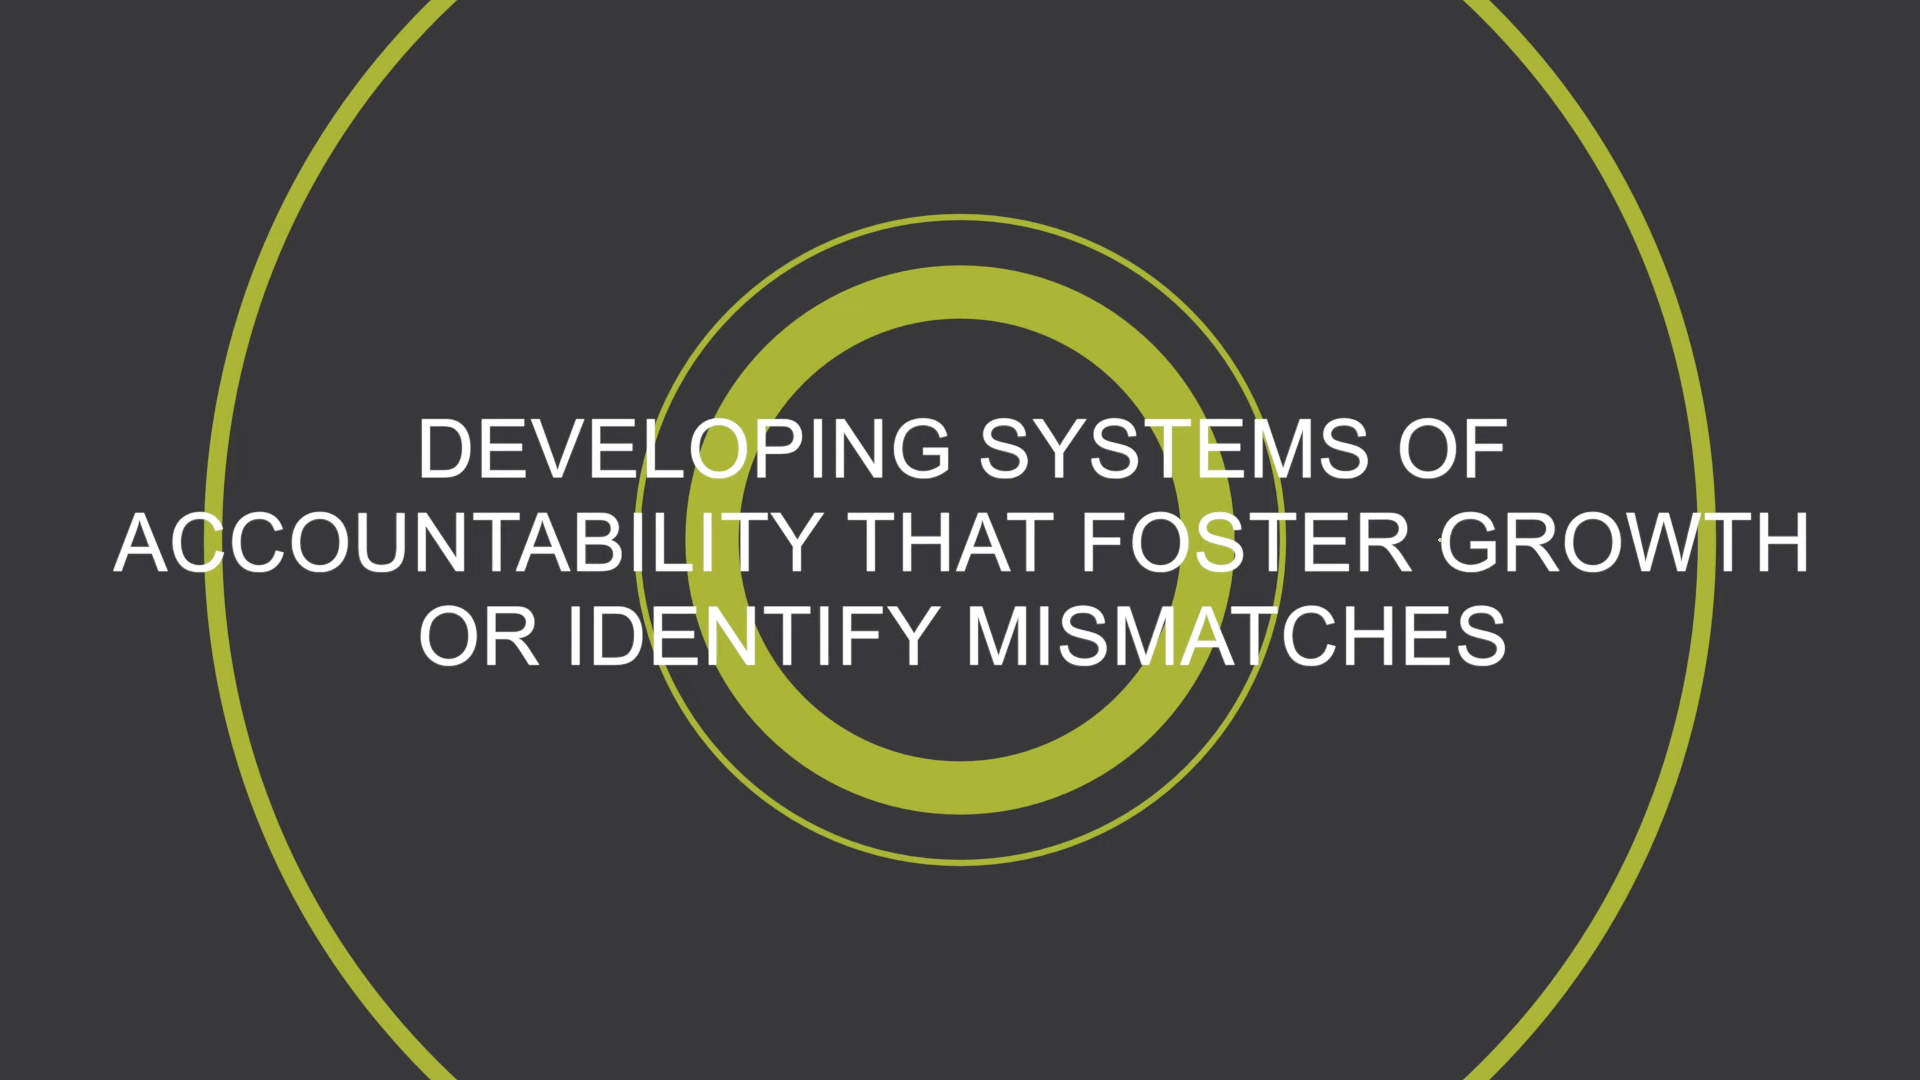 DEVELOPING SYSTEMS OF
ACCOUNTABILITY THAT FOSTER GROWTH
OR IDENTIFY MISMATCHES